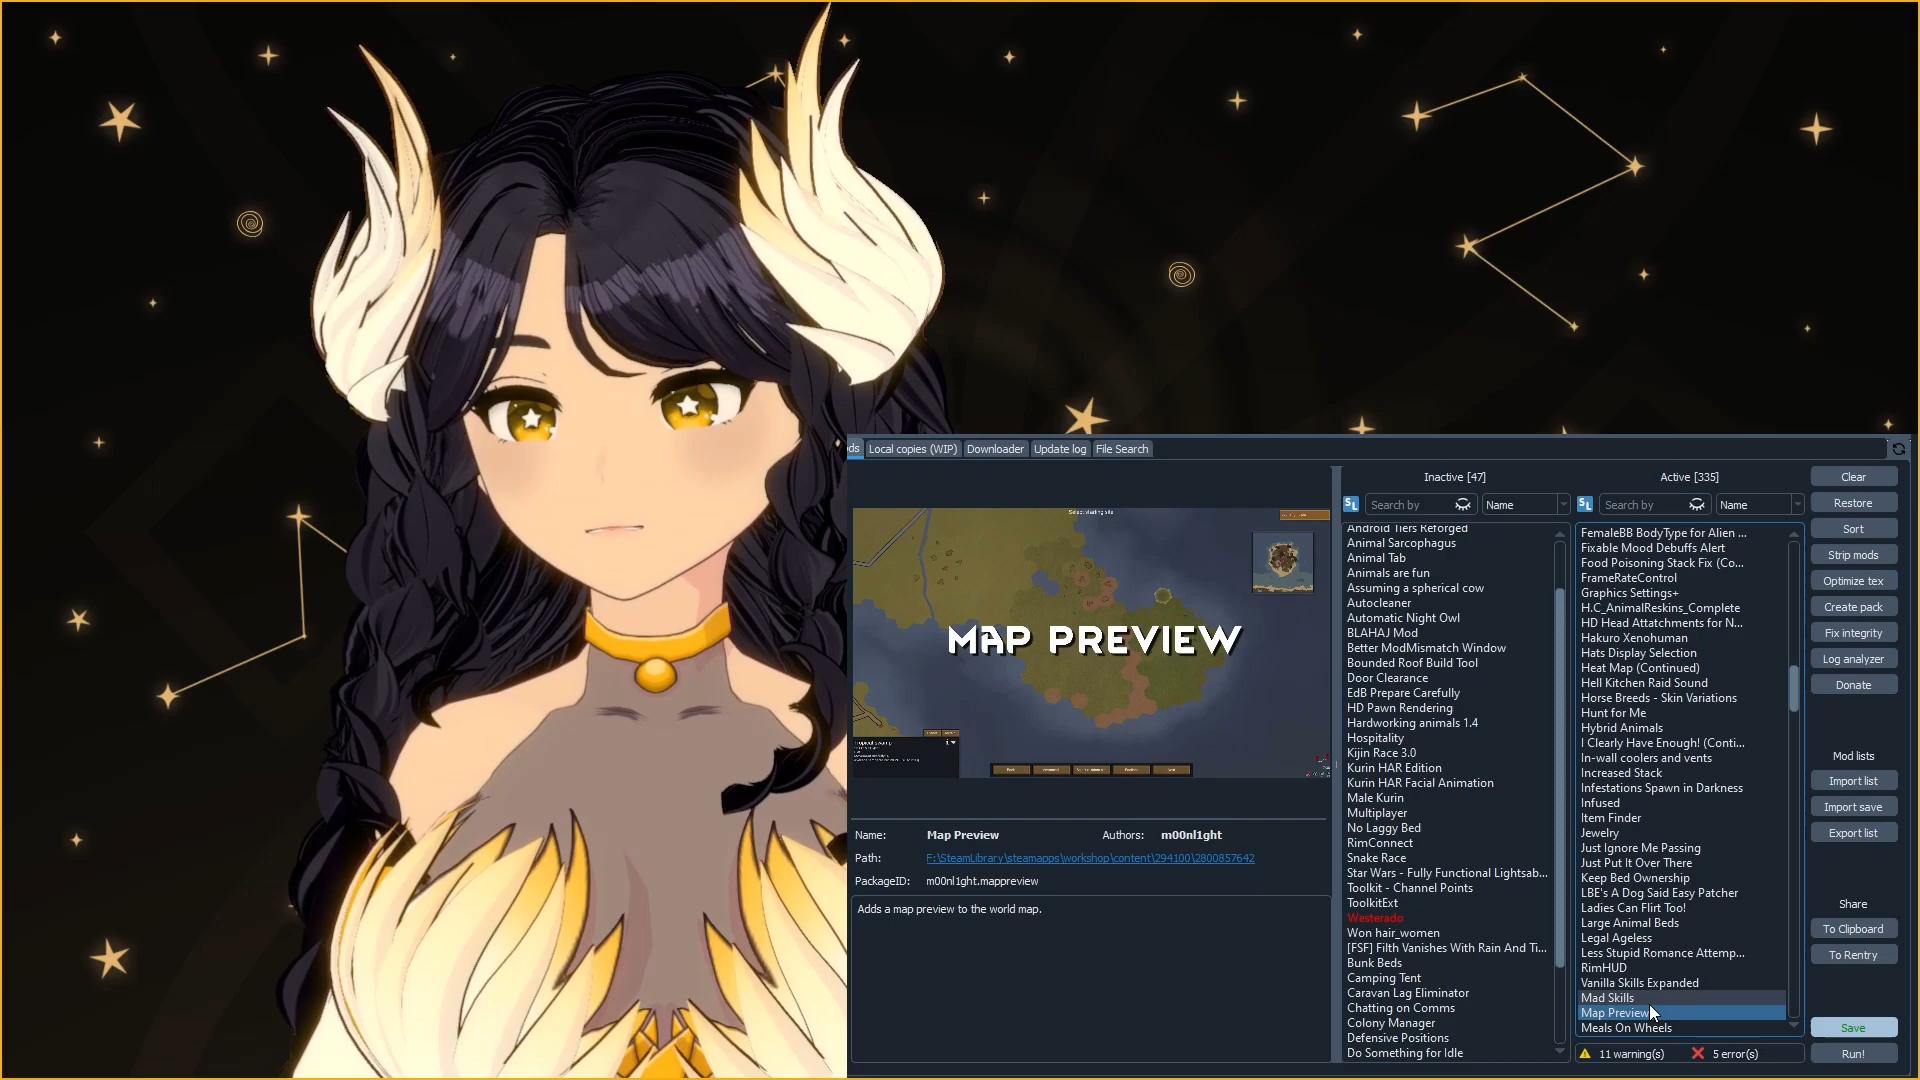 ds
Local copies (WIP)
Downloader
Update log
File Search
Select starting site
MAP PREVIEW
Tropical swamp
Name:
Map Preview
Authors:
m00nl1ght
Path:
F:\SteamLibrary\steamapps\workshop\content\294100\2800857642
PackageID:
m00nl1ght.mappreview
Adds a map preview to the world map.
Inactive [47]
SL
Search by
Name
Android Tiers Reforged
Animal Sarcophagus
Animal Tab
Animals are fun
Assuming a spherical cow
Autocleaner
Automatic Night Owl
BLAHAJ Mod
Better ModMismatch Window
Bounded Roof Build Tool
Door Clearance
EdB Prepare Carefully
HD Pawn Rendering
Hardworking animals 1.4
Hospitality
Kijin Race 3.0
Kurin HAR Edition
Kurin HAR Facial Animation
Male Kurin
Multiplayer
No Laggy Bed
RimConnect
Snake Race
Star Wars - Fully Functional Lightsab...
Toolkit - Channel Points
ToolkitExt
Westerado
Won hair_women
[FSF] Filth Vanishes With Rain And Ti...
Bunk Beds
Camping Tent
Caravan Lag Eliminator
Chatting on Comms
Colony Manager
Defensive Positions
Do Something for Idle
Active [335]
SL
Search by
Name
FemaleBB BodyType for Alien ...
Fixable Mood Debuffs Alert
Food Poisoning Stack Fix (Co...
FrameRateControl
Graphics Settings+
H.C_AnimalReskins_Complete
HD Head Attatchments for N...
Hakuro Xenohuman
Hats Display Selection
Heat Map (Continued)
Hell Kitchen Raid Sound
Horse Breeds - Skin Variations
Hunt for Me
Hybrid Animals
I Clearly Have Enough! (Conti...
In-wall coolers and vents
Increased Stack
Infestations Spawn in Darkness
Infused
Item Finder
Jewelry
Just Ignore Me Passing
Just Put It Over There
Keep Bed Ownership
LBE's A Dog Said Easy Patcher
Ladies Can Flirt Too!
Large Animal Beds
Legal Ageless
Less Stupid Romance Attemp...
RimHUD
Vanilla Skills Expanded
Mad Skills
Map Preview
Meals On Wheels
11 warning(s)
5 error(s)
Clear
Restore
Sort
Strip mods
Optimize tex
Create pack
Fix integrity
Log analyzer
Donate
Mod lists
Import list
Import save
Export list
Share
To Clipboard
To Rentry
Save
Run!